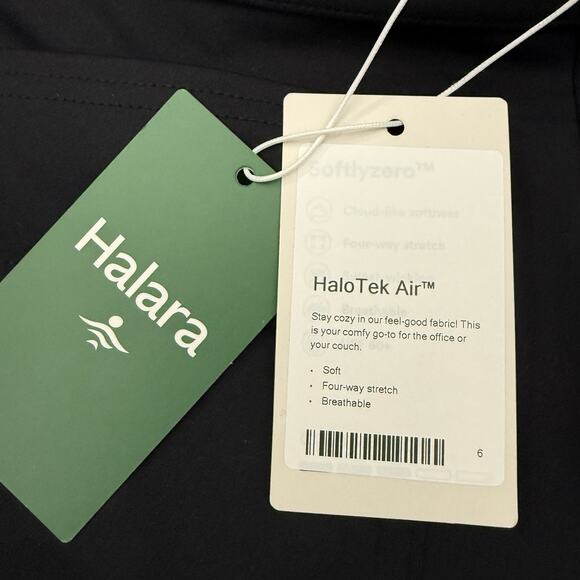 Halara
Softlyzero™
Cloud-like softness
Four-way stretch
Breathable
HaloTek Air™
Stay cozy in our feel-good fabric! This
is your comfy go-to for the office or
your couch.
• Soft
• Four-way stretch
• Breathable
6